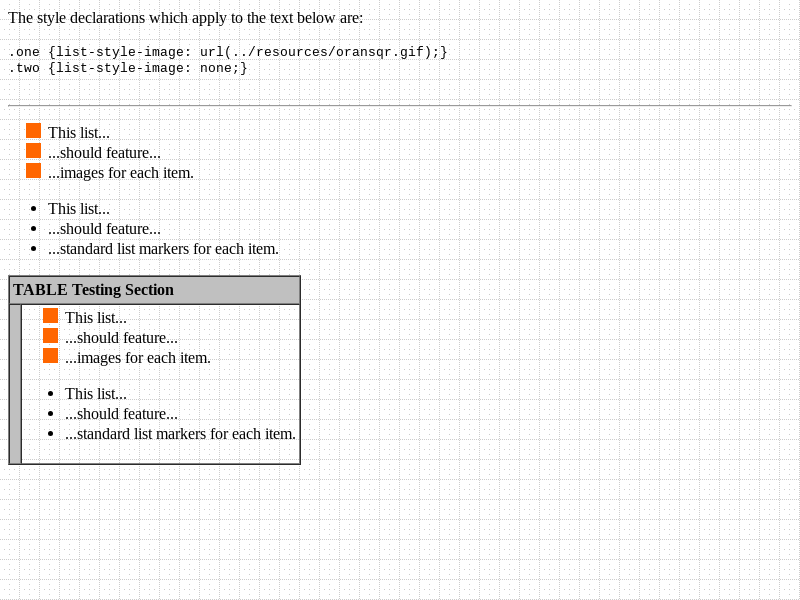 The style declarations which apply to the text below are:
.one {list-style-image: url(../resources/oransqr.gif);}
.two {list-style-image: none;}
This list...
...should feature...
...images for each item.
This list...
...should feature...
...standard list markers for each item.
TABLE Testing Section
This list...
...should feature...
...images for each item.
This list...
...should feature...
...standard list markers for each item.